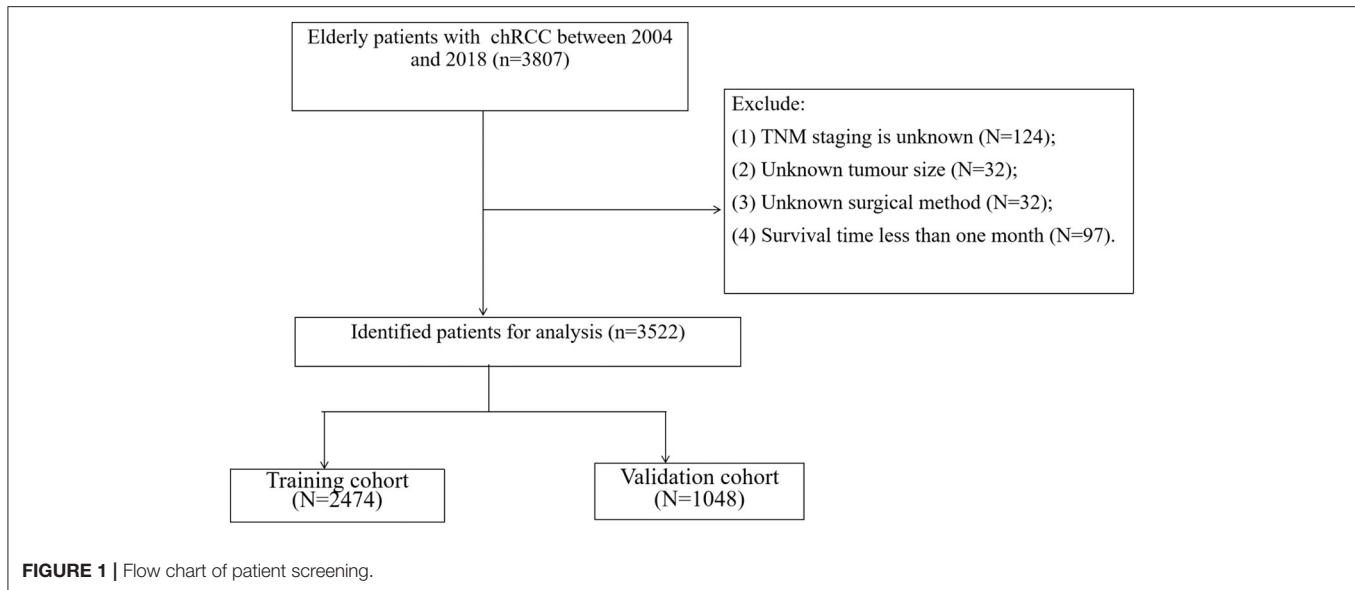 Elderly patients with chRCC between 2004
and 2018 (n=3807)
Exclude:
(1) TNM staging is unknown (N=124);
(2) Unknown tumour size (N=32);
(3) Unknown surgical method (N=32);
(4) Survival time less than one month (N=97).
Identified patients for analysis (n=3522)
Training cohort
(N=2474)
Validation cohort
(N=1048)
FIGURE 1 | Flow chart of patient screening.